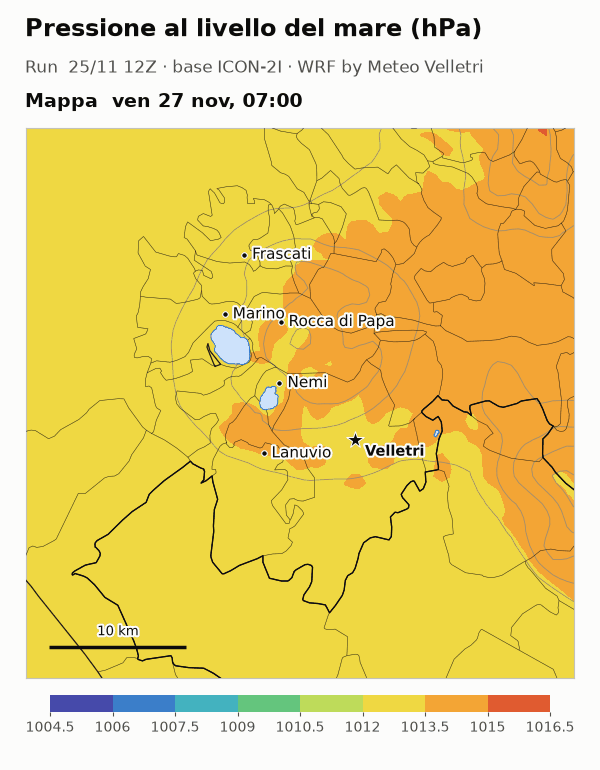 Pressione al livello del mare (hPa)
Run  25/11 12Z · base ICON-2I · WRF by Meteo Velletri
Mappa  ven 27 nov, 07:00
Frascati
Marino
Rocca di Papa
Nemi
Velletri
Lanuvio
10 km
1004.5 1006 1007.5 1009 1010.5 1012 1013.5 1015 1016.5